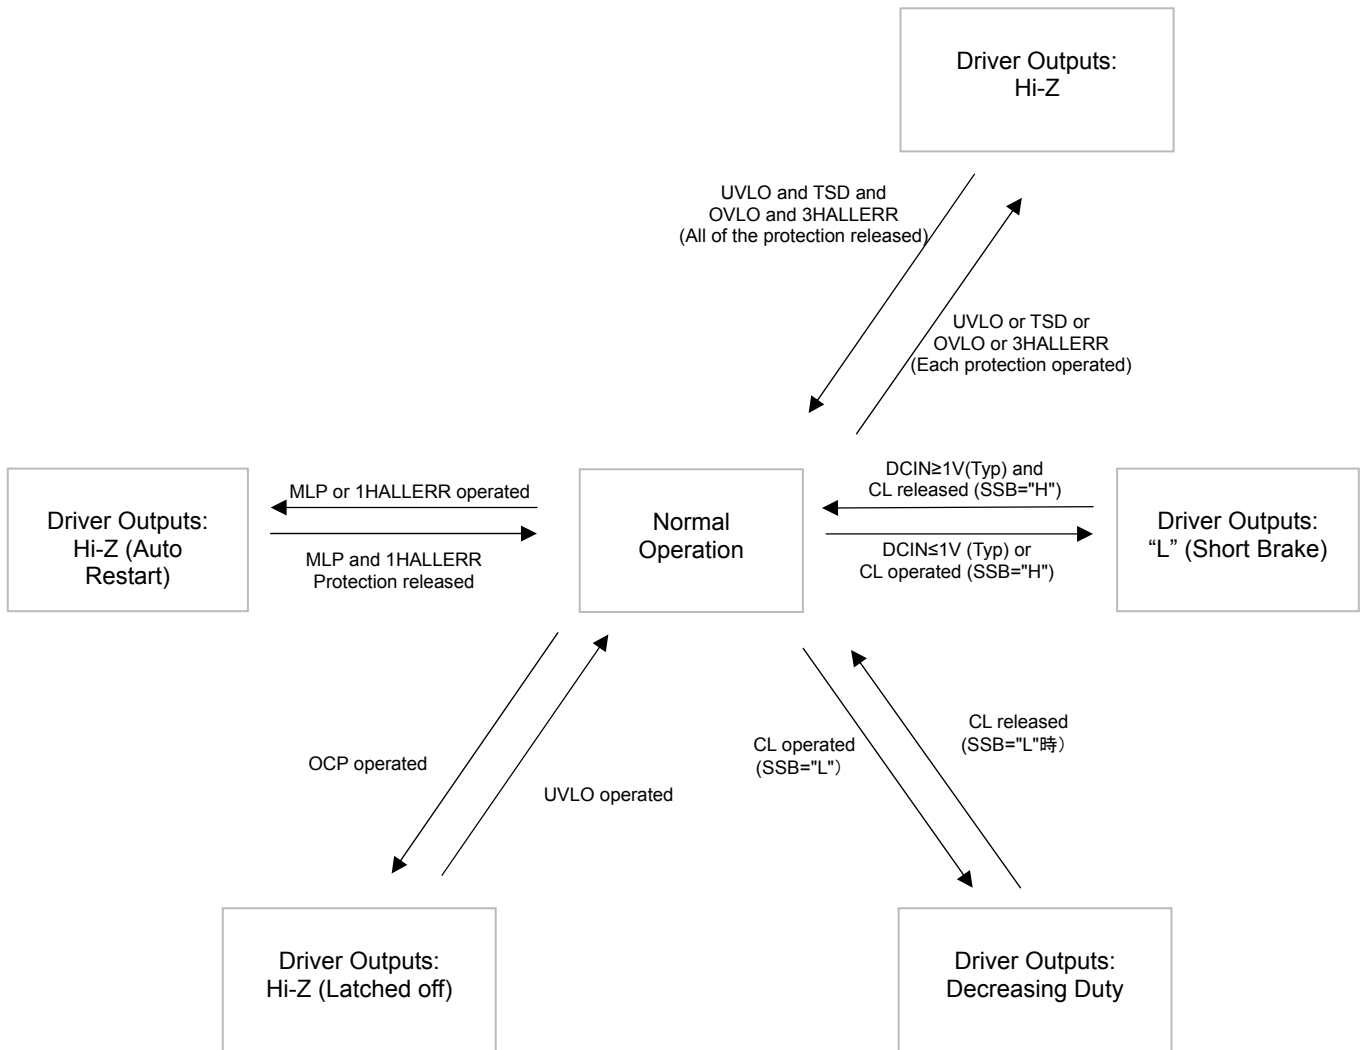 Driver Outputs:
Hi-Z
UVLO and TSD and
OVLO and 3HALLERR
(All of the protection released)
UVLO or TSD or
OVLO or 3HALLERR
(Each protection operated)
Driver Outputs:
Hi-Z (Auto
Restart)
MLP or 1HALLERR operated
MLP and 1HALLERR
Protection released
Normal
Operation
DCIN≥1V(Typ) and
CL released (SSB="H")
DCIN≤1V (Typ) or
CL operated (SSB="H")
Driver Outputs:
“L” (Short Brake)
OCP operated
UVLO operated
CL operated
(SSB="L")
CL released
(SSB="L"時)
Driver Outputs:
Hi-Z (Latched off)
Driver Outputs:
Decreasing Duty